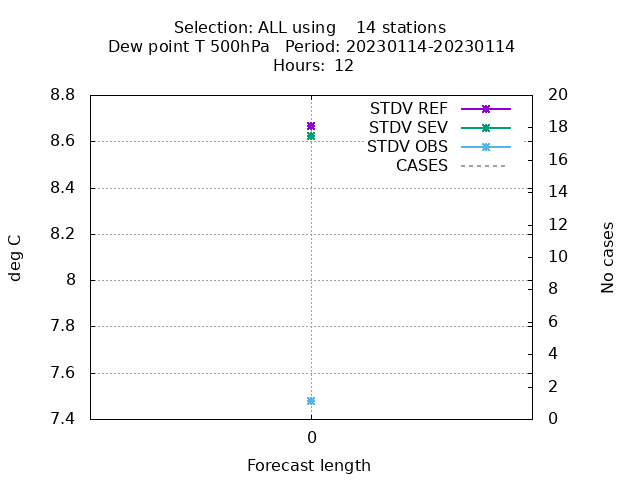 Selection: ALL using    14 stations
Dew point T 500hPa   Period: 20230114-20230114
Hours: 12
8.8
8.6
8.4
8.2
8
7.8
7.6
7.4
deg C
STDV REF
STDV SEV
STDV OBS
CASES
20
18
16
14
12
10
8
6
4
2
0
No cases
0
Forecast length